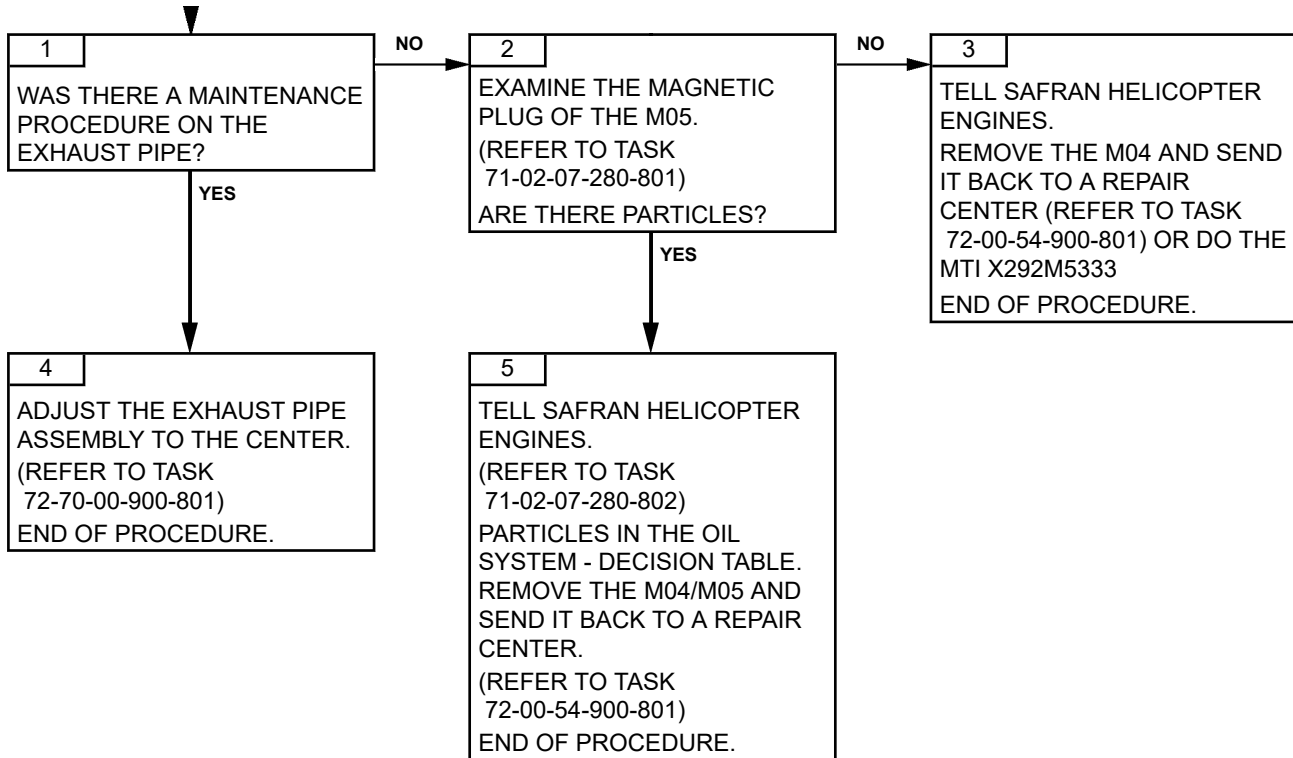 1
WAS THERE A MAINTENANCE
PROCEDURE ON THE
EXHAUST PIPE?
NO
YES
2
EXAMINE THE MAGNETIC
PLUG OF THE M05.
(REFER TO TASK
71-02-07-280-801)
ARE THERE PARTICLES?
NO
YES
3
TELL SAFRAN HELICOPTER
ENGINES.
REMOVE THE M04 AND SEND
IT BACK TO A REPAIR
CENTER (REFER TO TASK
72-00-54-900-801) OR DO THE
MTI X292M5333
END OF PROCEDURE.
4
ADJUST THE EXHAUST PIPE
ASSEMBLY TO THE CENTER.
(REFER TO TASK
72-70-00-900-801)
END OF PROCEDURE.
5
TELL SAFRAN HELICOPTER
ENGINES.
(REFER TO TASK
71-02-07-280-802)
PARTICLES IN THE OIL
SYSTEM - DECISION TABLE.
REMOVE THE M04/M05 AND
SEND IT BACK TO A REPAIR
CENTER.
(REFER TO TASK
72-00-54-900-801)
END OF PROCEDURE.